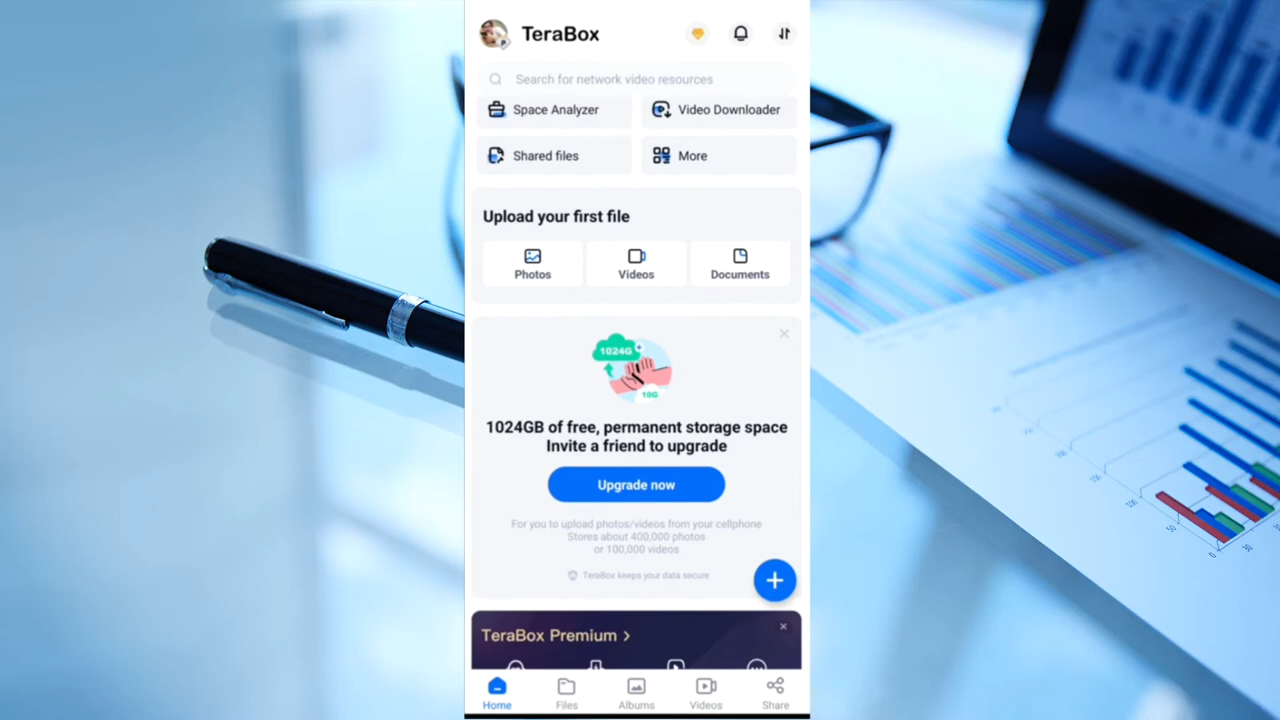 TeraBox
Search for network video resources
Space Analyzer
Video Downloader
Shared files
More
Upload your first file
Photos
Videos
Documents
1024G
10G
1024GB of free, permanent storage space
Invite a friend to upgrade
Upgrade now
For you to upload photos/videos from your cellphone
Stores about 400,000 photos
or 100,000 videos
TeraBox keeps your data secure
TeraBox Premium >
Home
Files
Albums
Videos
Share